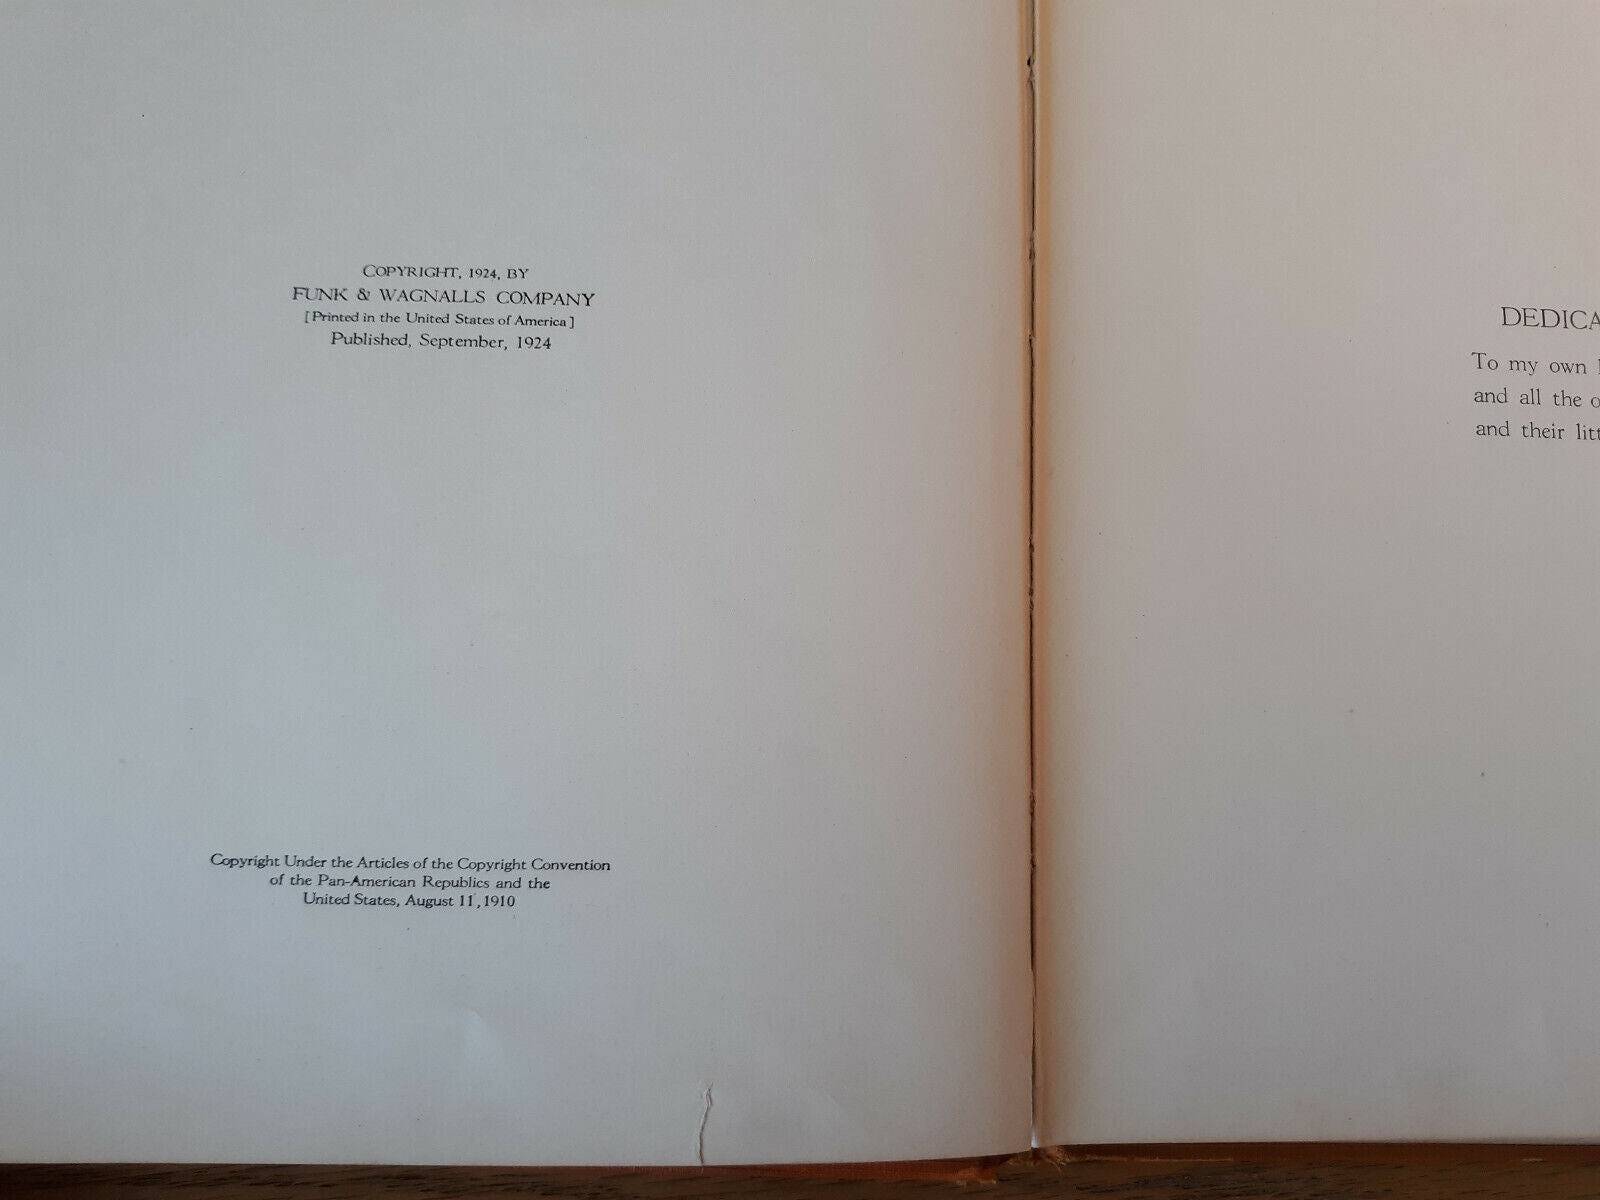 COPYRIGHT, 1924, BY
FUNK & WAGNALLS COMPANY
[Printed in the United States of America]
Published, September, 1924
Copyright Under the Articles of the Copyright Convention
of the Pan-American Republics and the
United States, August 11, 1910
To my own
and all the
and their